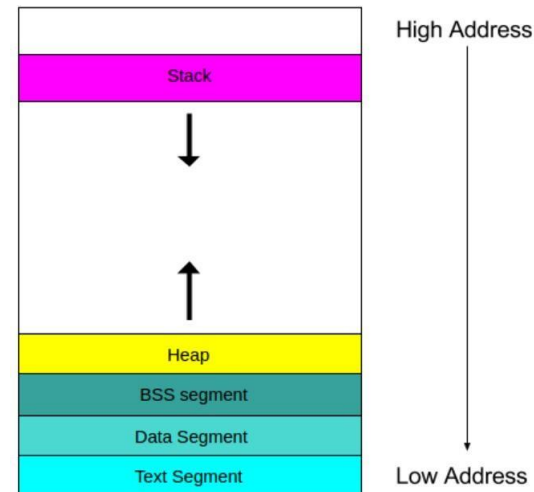 High Address
Stack
Heap
BSS segment
Data Segment
Text Segment
Low Address